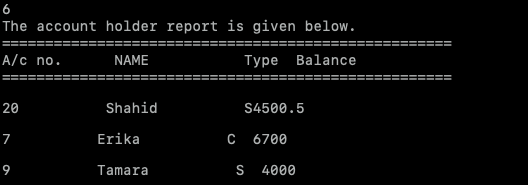 6
The account holder report is given below.
====================================================
A/c no.      NAME           Type  Balance
====================================================
20          Shahid          S4500.5
7          Erika          C  6700
9          Tamara          S  4000